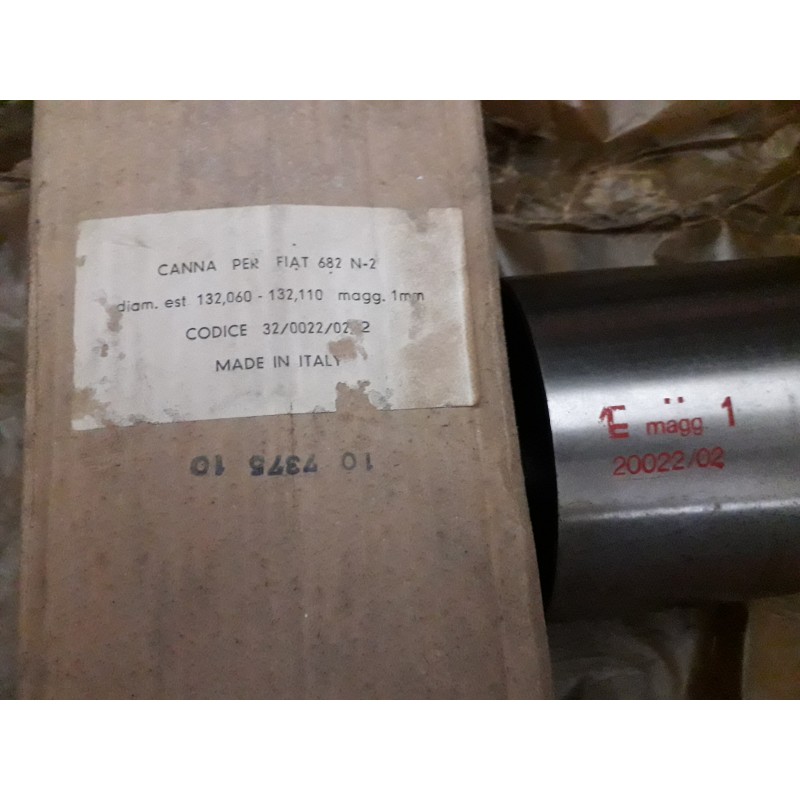 CANNA PER FIAT 682 N-2
diam. est 132,060 - 132,110 magg. 1mm
CODICE 32/0022/02 2
MADE IN ITALY
10 7375 10
E magg 1
20022/02